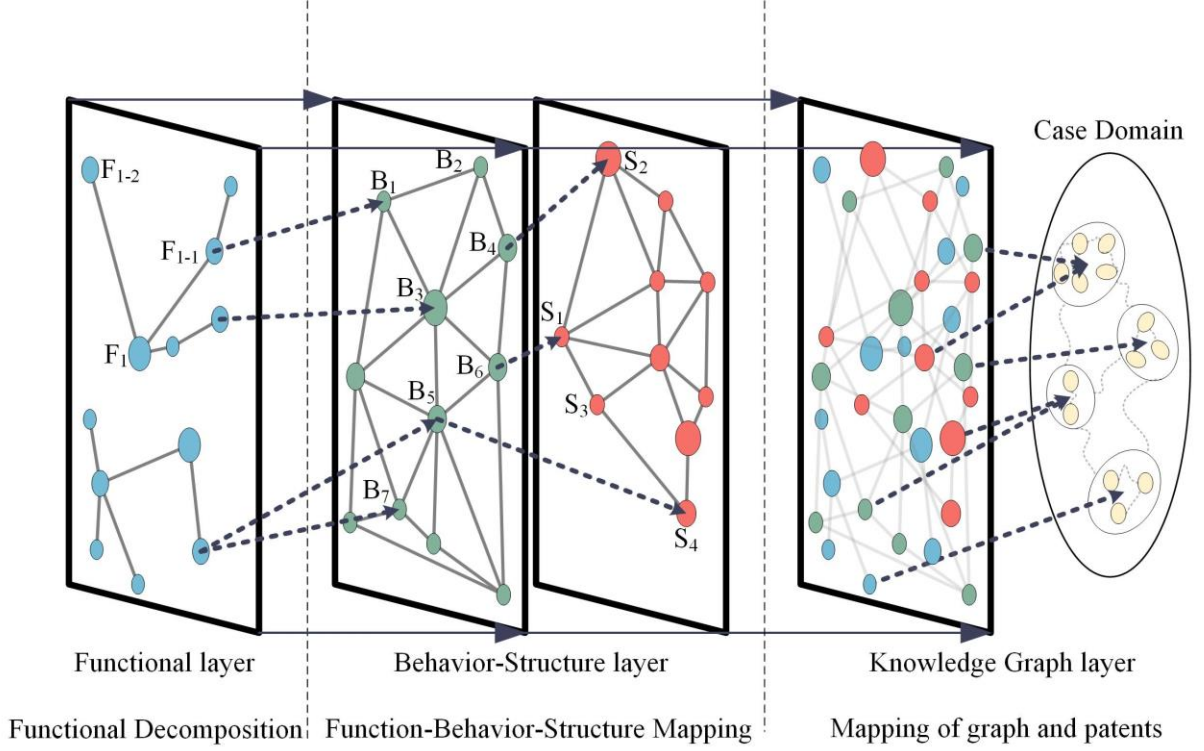 Case Domain
F1-2
F1-1
F1
B1
B2
B3
B4
B5
B6
B7
S2
S1
S3
S4
Functional layer
Behavior-Structure layer
Knowledge Graph layer
Functional Decomposition
Function-Behavior-Structure Mapping
Mapping of graph and patents